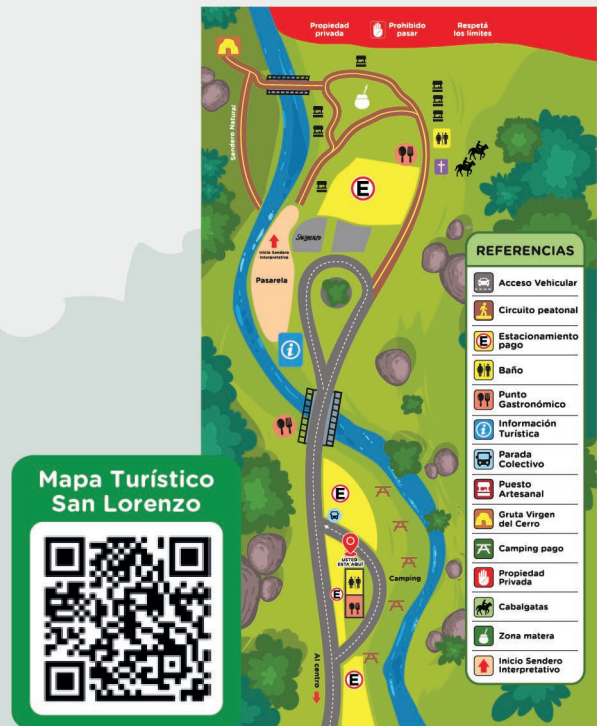 Propiedad
privada
Prohibido
pasar
Respetá
los límites
Sendero Natural
E
Inicio Sendero
Interpretativo
Pasarela
i
E
USTED
ESTA AQUÍ
E
Camping
E
Al centro
REFERENCIAS
Acceso Vehicular
Circuito peatonal
E
Estacionamiento
pago
Baño
Punto
Gastronómico
i
Información
Turística
Parada
Colectivo
Puesto
Artesanal
Gruta Virgen
del Cerro
Camping pago
Propiedad
Privada
Cabalgatas
Zona matera
Inicio Sendero
Interpretativo
Mapa Turístico
San Lorenzo